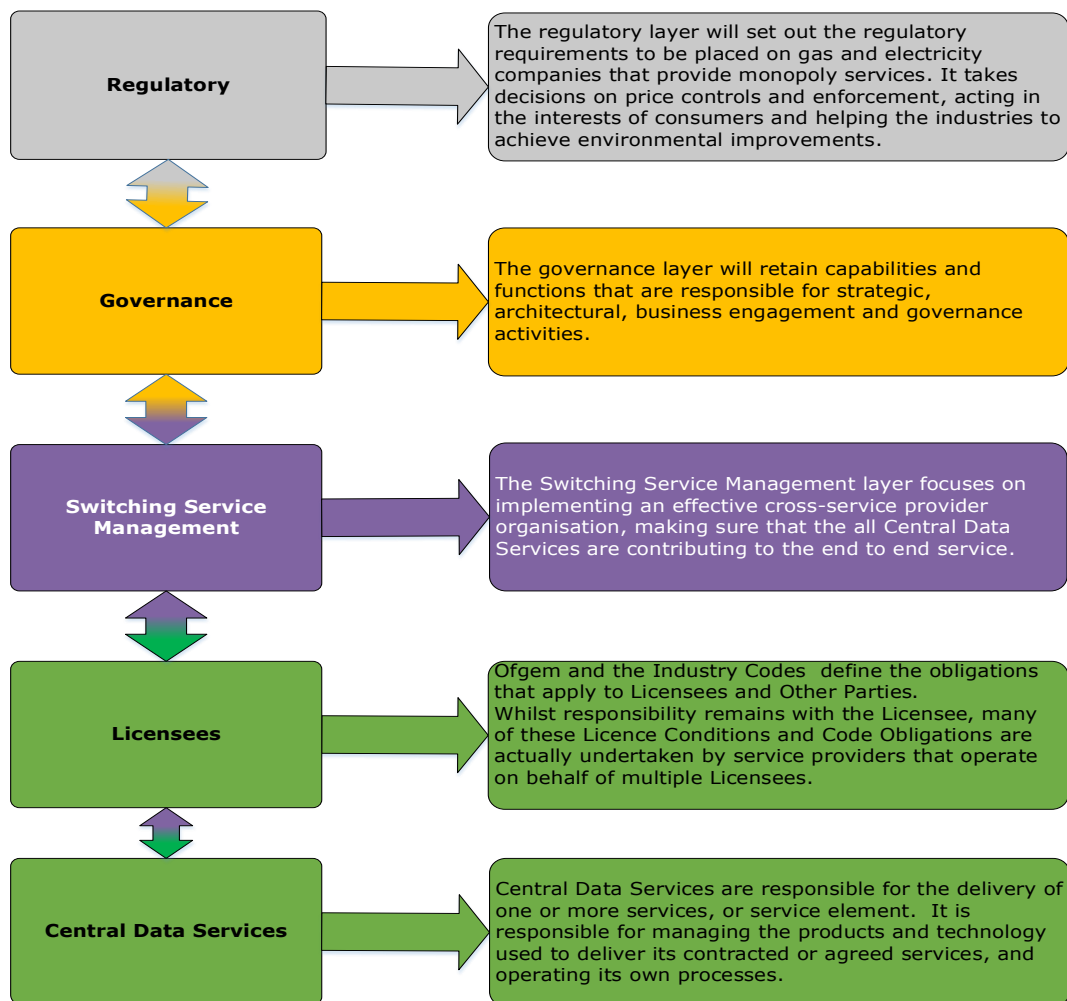 Regulatory
The regulatory layer will set out the regulatory
requirements to be placed on gas and electricity
companies that provide monopoly services. It takes
decisions on price controls and enforcement, acting in
the interests of consumers and helping the industries to
achieve environmental improvements.
Governance
The governance layer will retain capabilities and
functions that are responsible for strategic,
architectural, business engagement and governance
activities.
Switching Service
Management
The Switching Service Management layer focuses on
implementing an effective cross-service provider
organisation, making sure that the all Central Data
Services are contributing to the end to end service.
Licensees
Ofgem and the Industry Codes define the obligations
that apply to Licensees and Other Parties.
Whilst responsibility remains with the Licensee, many
of these Licence Conditions and Code Obligations are
actually undertaken by service providers that operate
on behalf of multiple Licensees.
Central Data Services
Central Data Services are responsible for the delivery of
one or more services, or service element. It is
responsible for managing the products and technology
used to deliver its contracted or agreed services, and
operating its own processes.